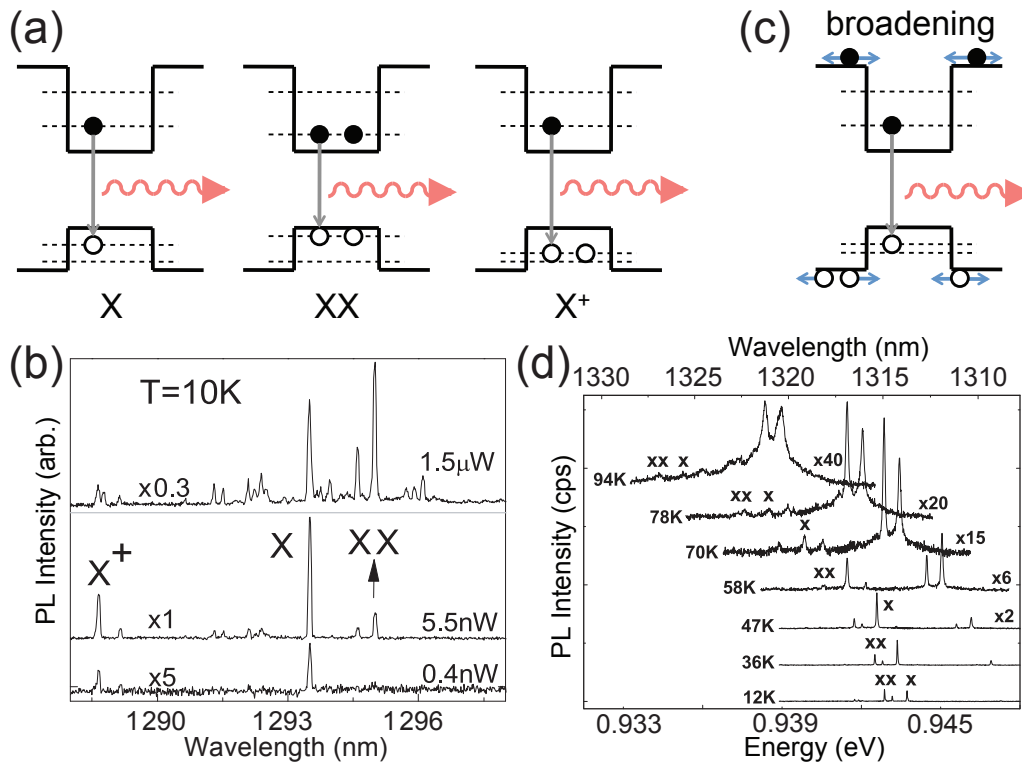 (a)
X
XX
X+
(c)
broadening
(b)
T=10K
x0.3
1.5μW
X+
X
XX
x1
5.5nW
x5
0.4nW
PL Intensity (arb.)
1290
1293
1296
Wavelength (nm)
(d)
Wavelength (nm)
1330
1325
1320
1315
1310
xx
x
94K
x40
xx
x
78K
x20
x
70K
x15
xx
58K
x6
x
47K
x2
xx
36K
xx
x
12K
PL Intensity (cps)
0.933
0.939
0.945
Energy (eV)